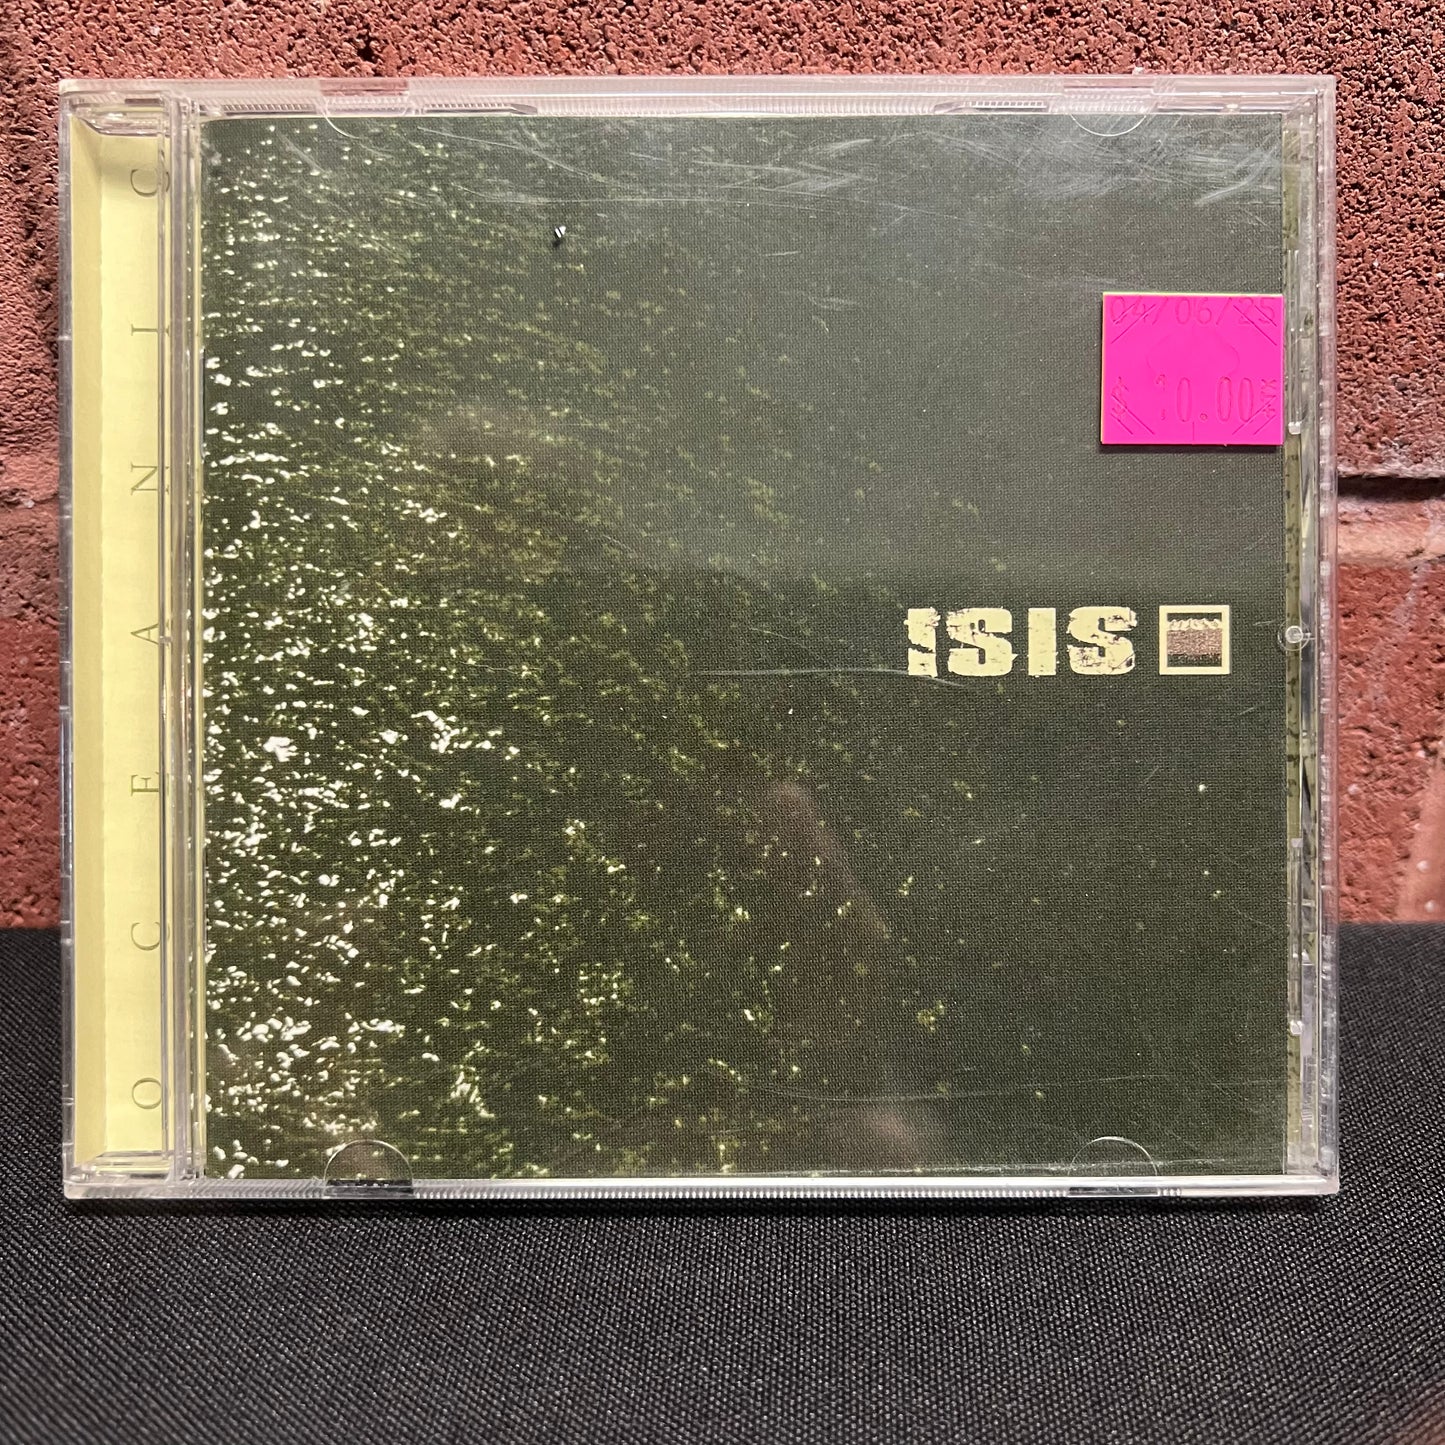 OCEANIC
04/06/25
$ 10.00
ISIS